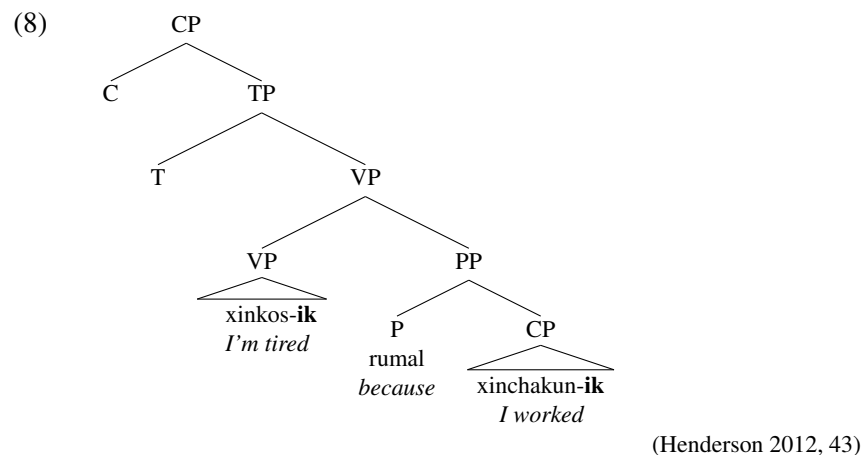 (8)
CP
C TP
T VP
VP PP
xinkos-ik P CP
I'm tired rumal xinchakun-ik
because I worked
(Henderson 2012, 43)